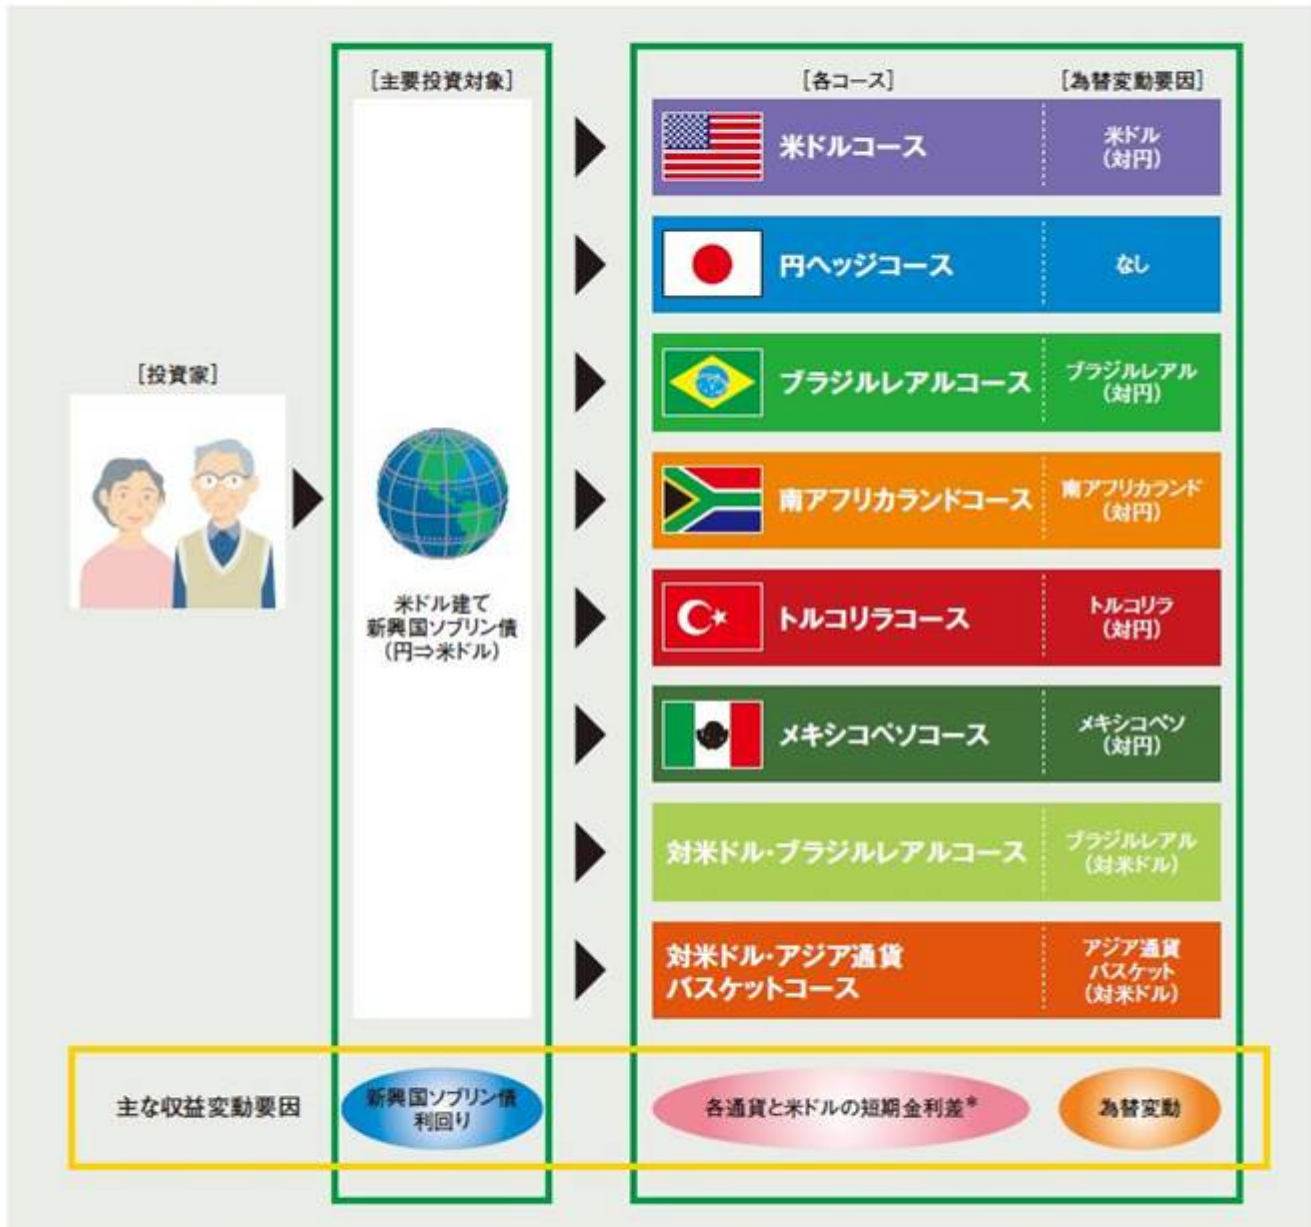 [主要投資対象]
[各コース]
[為替変動要因]
米ドルコース
米ドル
(対円)
円ヘッジコース
なし
ブラジルレアルコース
ブラジルレアル
(対円)
[投資家]
南アフリカランドコース
南アフリカランド
(対円)
米ドル建て
新興国ソブリン債
(円⇒米ドル)
トルコリラコース
トルコリラ
(対円)
メキシコペソコース
メキシコペソ
(対円)
対米ドル・ブラジルレアルコース
ブラジルレアル
(対米ドル)
対米ドル・アジア通貨
バスケットコース
アジア通貨
バスケット
(対米ドル)
主な収益変動要因
新興国ソブリン債
利回り
各通貨と米ドルの短期金利差*
為替変動